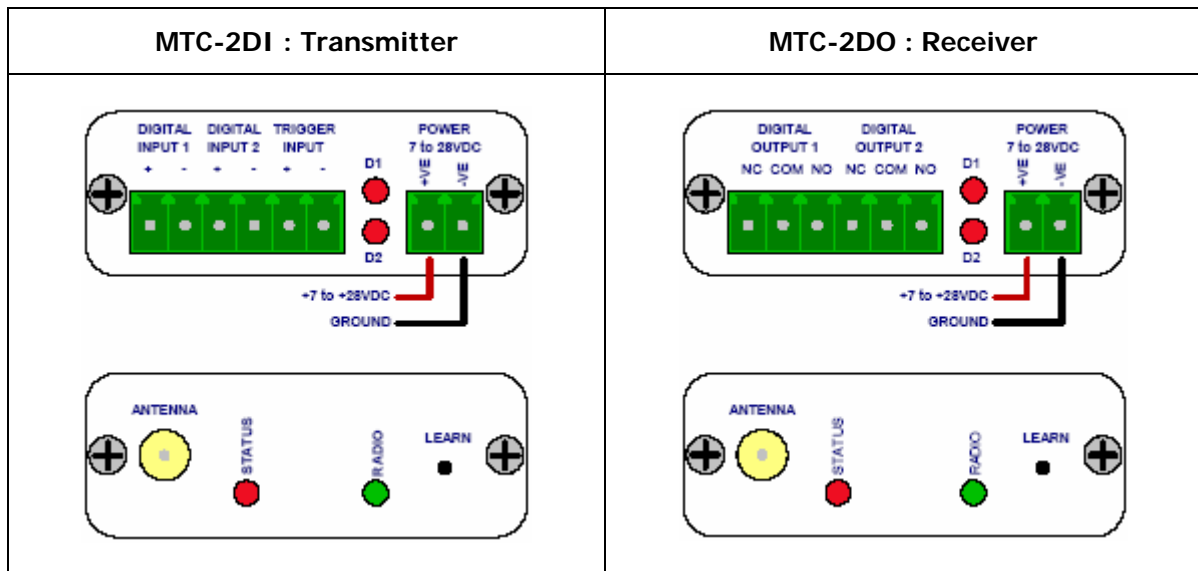 MTC-2DI : Transmitter
DIGITAL DIGITAL TRIGGER
INPUT 1 INPUT 2 INPUT
+ - + - + -
D1
D2
POWER
7 to 28VDC
+VE -VE
+7 to +28VDC
GROUND
ANTENNA
STATUS
RADIO
LEARN
MTC-2DO : Receiver
DIGITAL DIGITAL
OUTPUT 1 OUTPUT 2
NC COM NO NC COM NO
D1
D2
POWER
7 to 28VDC
+VE -VE
+7 to +28VDC
GROUND
ANTENNA
STATUS
RADIO
LEARN